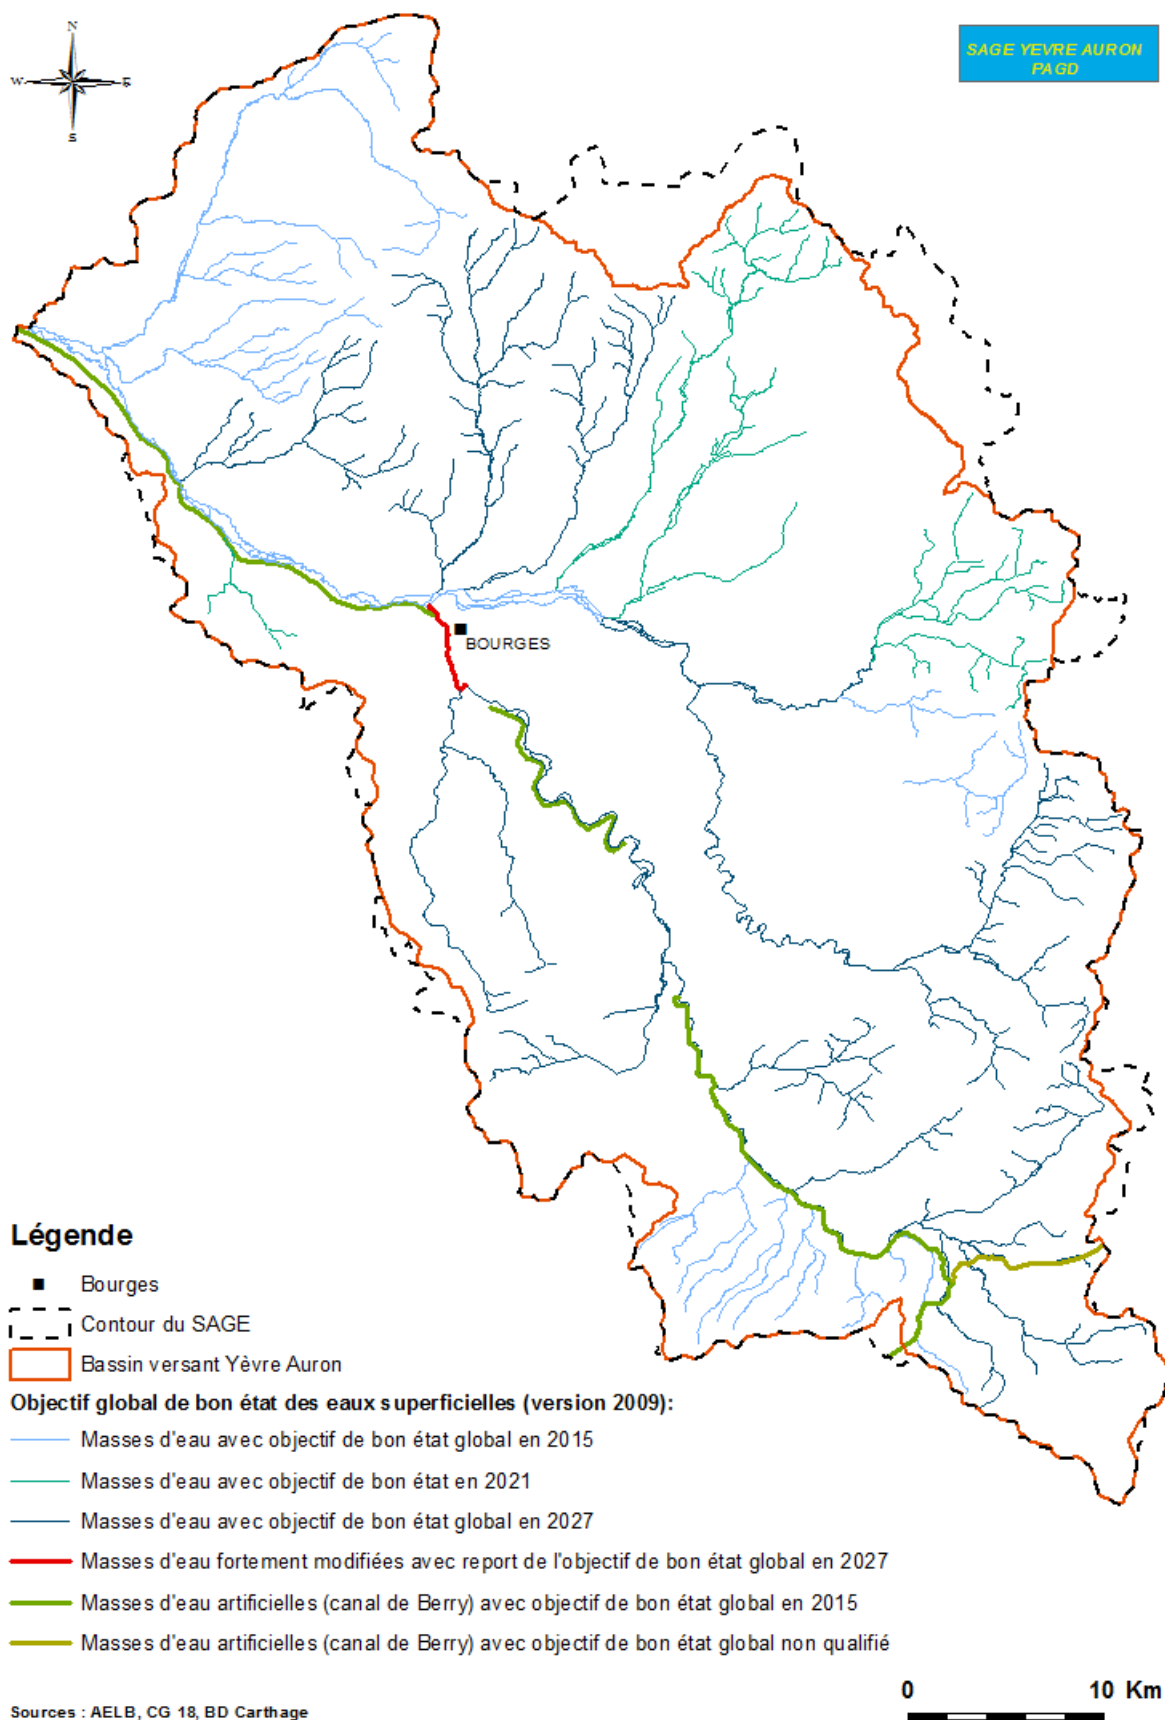 N
W
E
S
SAGE YEVRE AURON
PAGD
BOURGES
Légende
Bourges
Contour du SAGE
Bassin versant Yèvre Auron
Objectif global de bon état des eaux superficielles (version 2009):
Masses d'eau avec objectif de bon état global en 2015
Masses d'eau avec objectif de bon état en 2021
Masses d'eau avec objectif de bon état global en 2027
Masses d'eau fortement modifiées avec report de l'objectif de bon état global en 2027
Masses d'eau artificielles (canal de Berry) avec objectif de bon état global en 2015
Masses d'eau artificielles (canal de Berry) avec objectif de bon état global non qualifié
0 10 Km
Sources : AELB, CG 18, BD Carthage